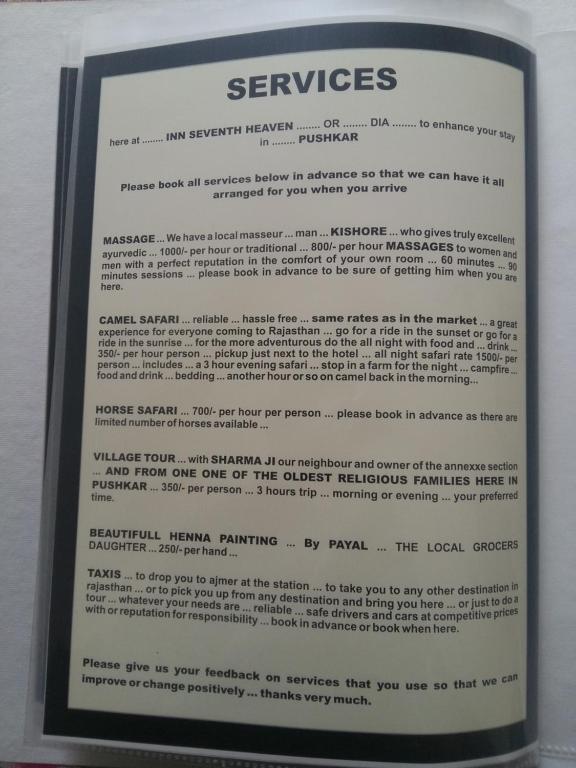 SERVICES
here at ........ INN SEVENTH HEAVEN ........ OR ........ DIA ........ to enhance your stay
in ........ PUSHKAR
Please book all services below in advance so that we can have it all
arranged for you when you arrive
MASSAGE ... We have a local masseur ... man ... KISHORE ... who gives truly excellent
ayurvedic ... 1000/- per hour or traditional ... 800/- per hour MASSAGES to women and
men with a perfect reputation in the comfort of your own room ... 60 minutes ... 90
minutes sessions ... please book in advance to be sure of getting him when you are
here.
CAMEL SAFARI ... reliable ... hassle free ... same rates as in the market ... a great
experience for everyone coming to Rajasthan ... go for a ride in the sunset or go for a
ride in the sunrise ... for the more adventurous do the all night with food and ... drink ...
350/- per hour person ... pickup just next to the hotel ... all night safari rate 1500/- per
person ... includes ... a 3 hour evening safari ... stop in a farm for the night ... campfire ...
food and drink ... bedding ... another hour or so on camel back in the morning...
HORSE SAFARI ... 700/- per hour per person ... please book in advance as there are
limited number of horses available ...
VILLAGE TOUR ... with SHARMA JI our neighbour and owner of the annexxe section
... AND FROM ONE ONE OF THE OLDEST RELIGIOUS FAMILIES HERE IN
PUSHKAR ... 350/- per person ... 3 hours trip ... morning or evening ... your preferred
time.
BEAUTIFULL HENNA PAINTING ... By PAYAL ... THE LOCAL GROCERS
DAUGHTER ... 250/- per hand ...
TAXIS ... to drop you to ajmer at the station ... to take you to any other destination in
rajasthan ... or to pick you up from any destination and bring you here ... or just to do a
tour ... whatever your needs are ... reliable ... safe drivers and cars at competitive prices
with or reputation for responsibility ... book in advance or book when here.
Please give us your feedback on services that you use so that we can
improve or change positively ... thanks very much.